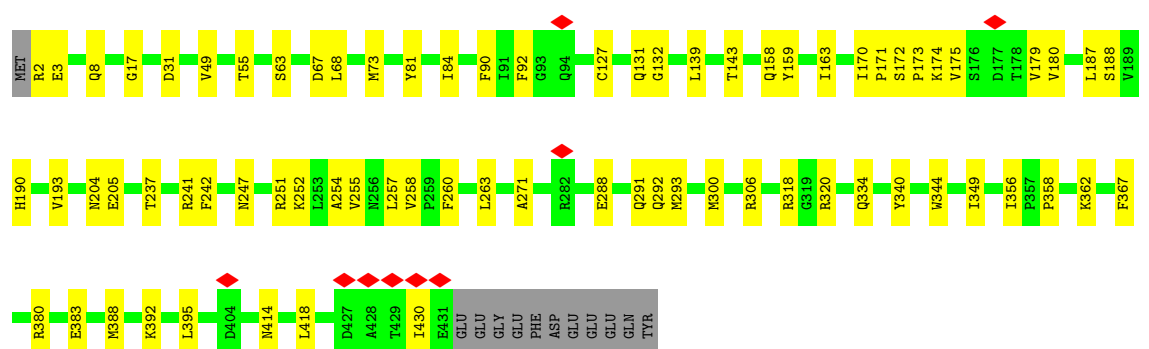 MET R2 E3 Q8 G17 D31 V49 T55 S63 D67 L68 M73 Y81 I84 F90 I91 F92 G93 Q94 C127 Q131 G132 L139 T143 Q158 Y159 I163 I170 P171 S172 P173 K174 V175 S176 D177 T178 V179 V180 L187 S188 V189
H190 V193 N204 E205 T237 R241 F242 N247 R251 K252 L253 A254 V255 N256 L257 V258 P259 F260 L263 A271 R282 E288 Q291 Q292 M293 M300 R306 R318 G319 R320 Q334 Y340 W344 I349 I356 P357 P358 K362 F367
R380 E383 M388 K392 L395 D404 N414 L418 D427 A428 T429 I430 E431 GLU GLU GLY GLU PHE ASP GLU GLU GLU GLN TYR